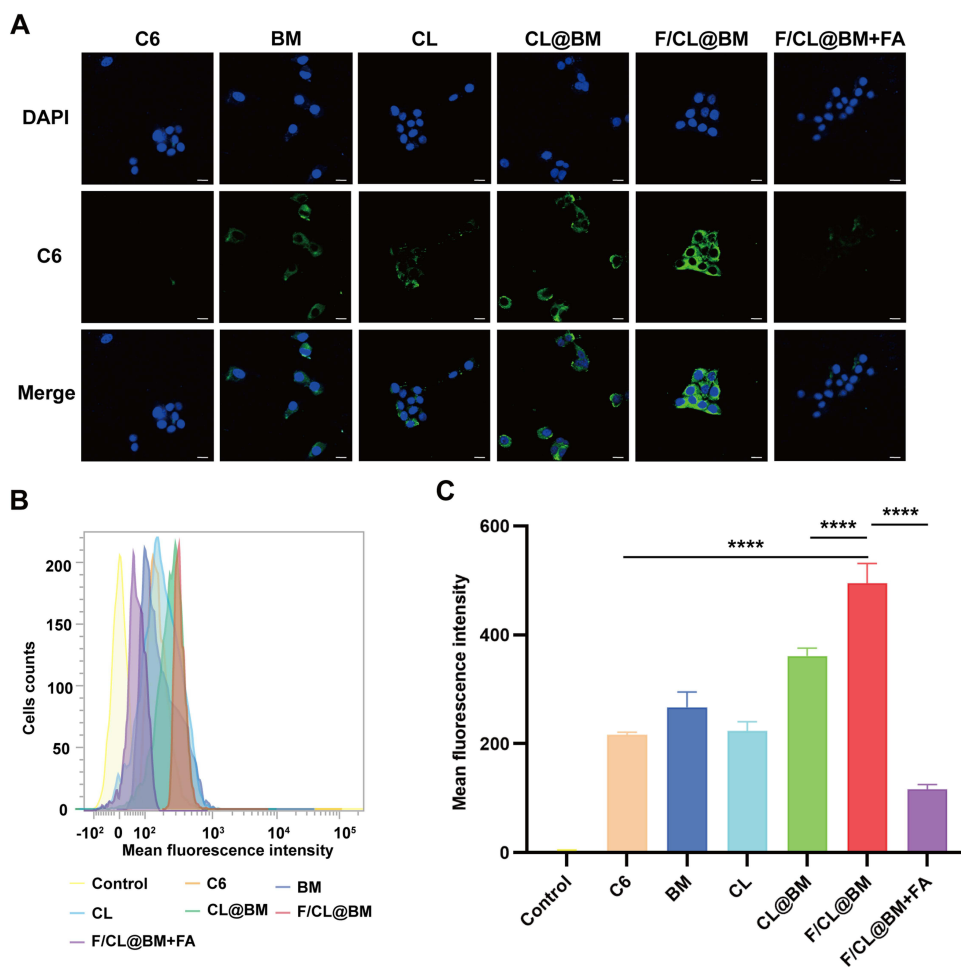 A
C6 BM CL CL@BM F/CL@BM F/CL@BM+FA
DAPI
C6
Merge
B
Cells counts
200
150
100
50
0
-10² 0 10² 10³ 10⁴ 10⁵
Mean fluorescence intensity
Control C6 BM
CL CL@BM F/CL@BM
F/CL@BM+FA
C
Mean fluorescence intensity
600
400
200
0
**** ****
****
Control C6 BM CL CL@BM F/CL@BM F/CL@BM+FA